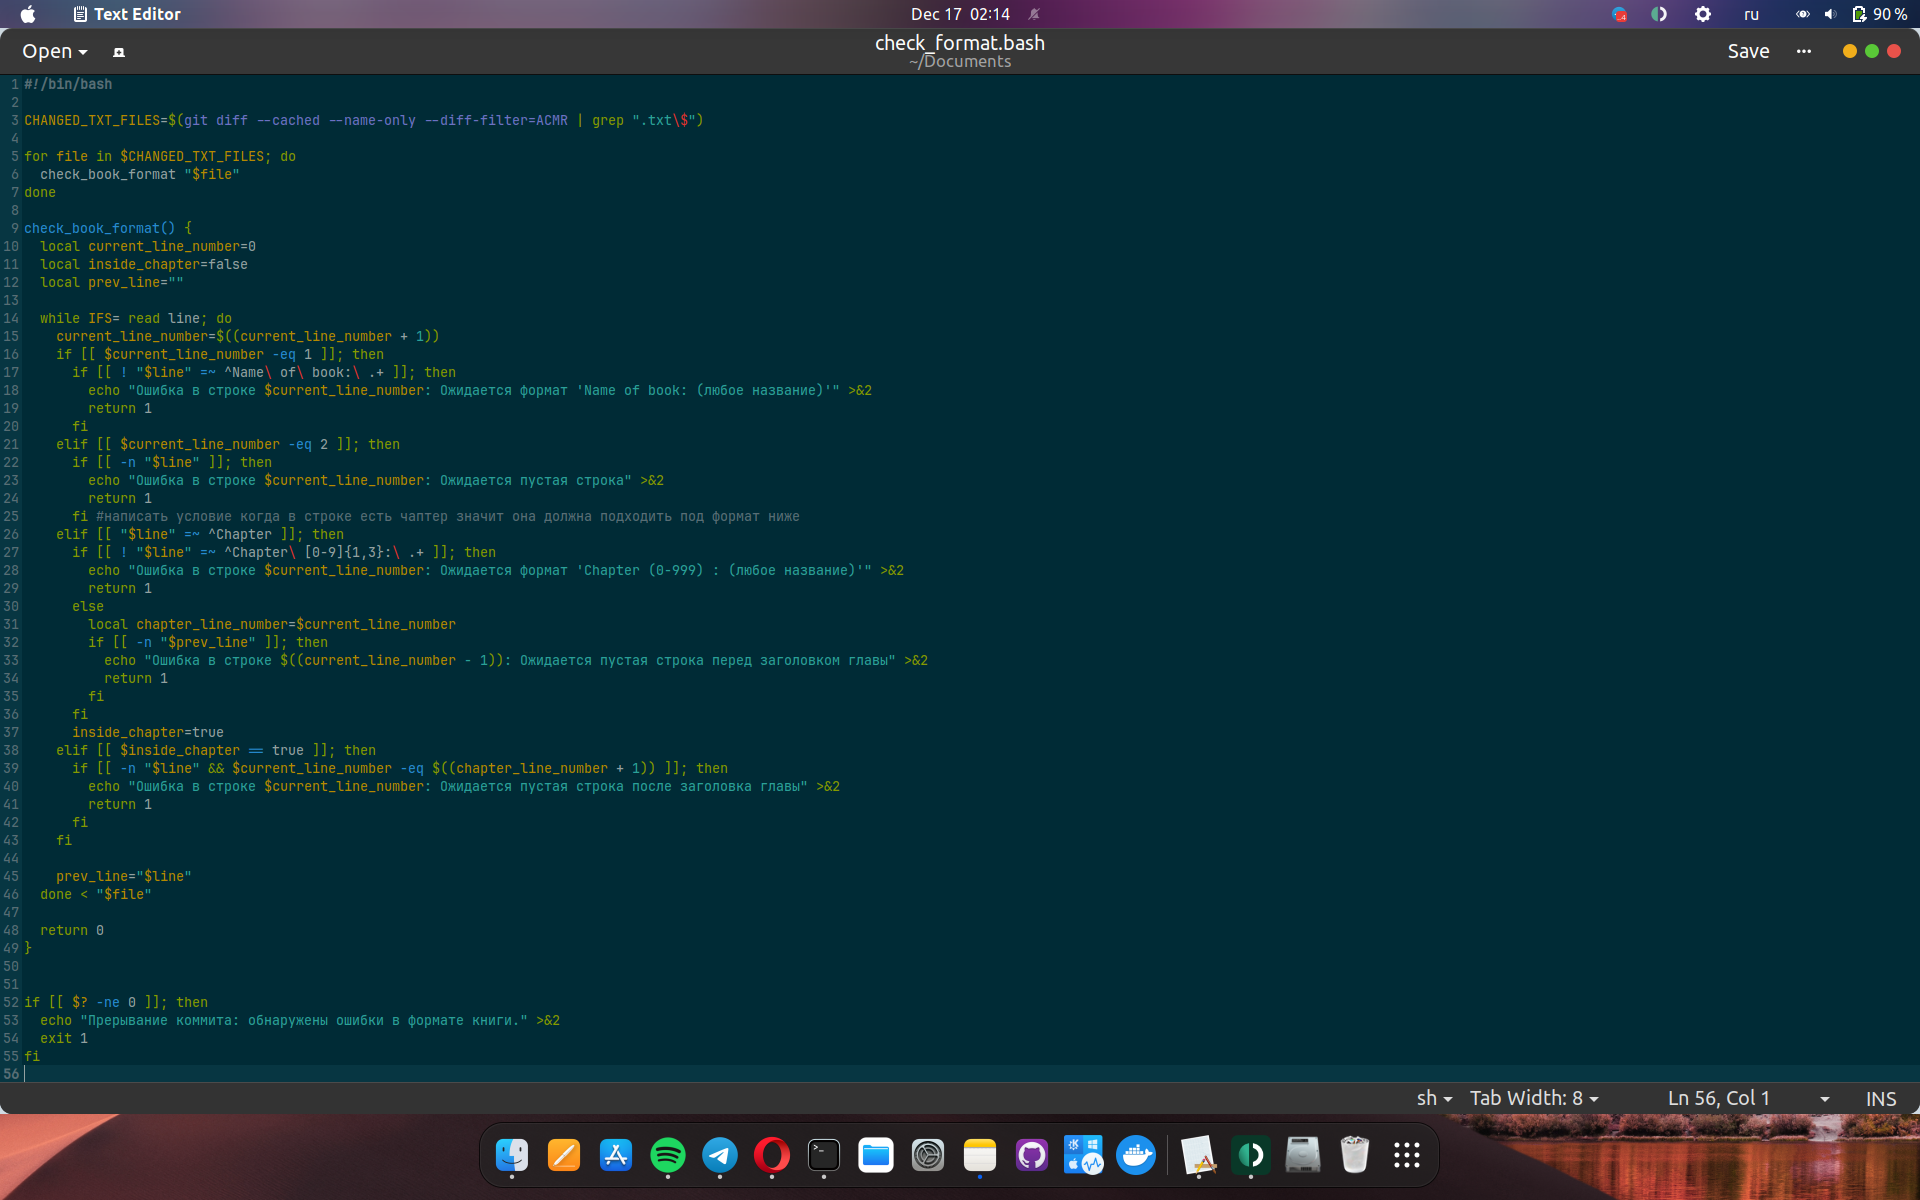 Text Editor
Dec 17 02:14
ru
90 %
Open
check_format.bash
~/Documents
Save
1 #!/bin/bash
2
3 CHANGED_TXT_FILES=$(git diff --cached --name-only --diff-filter=ACMR | grep ".txt\$")
4
5 for file in $CHANGED_TXT_FILES; do
6   check_book_format "$file"
7 done
8
9 check_book_format() {
10   local current_line_number=0
11   local inside_chapter=false
12   local prev_line=""
13
14   while IFS= read line; do
15     current_line_number=$((current_line_number + 1))
16     if [[ $current_line_number -eq 1 ]]; then
17       if [[ ! "$line" =~ ^Name\ of\ book:\ .+ ]]; then
18         echo "Ошибка в строке $current_line_number: Ожидается формат 'Name of book: (любое название)'" >&2
19         return 1
20       fi
21     elif [[ $current_line_number -eq 2 ]]; then
22       if [[ -n "$line" ]]; then
23         echo "Ошибка в строке $current_line_number: Ожидается пустая строка" >&2
24         return 1
25       fi #написать условие когда в строке есть чаптер значит она должна подходить под формат ниже
26     elif [[ "$line" =~ ^Chapter ]]; then
27       if [[ ! "$line" =~ ^Chapter\ [0-9]{1,3}:\ .+ ]]; then
28         echo "Ошибка в строке $current_line_number: Ожидается формат 'Chapter (0-999) : (любое название)'" >&2
29         return 1
30       else
31         local chapter_line_number=$current_line_number
32         if [[ -n "$prev_line" ]]; then
33           echo "Ошибка в строке $((current_line_number - 1)): Ожидается пустая строка перед заголовком главы" >&2
34           return 1
35         fi
36       fi
37       inside_chapter=true
38     elif [[ $inside_chapter == true ]]; then
39       if [[ -n "$line" && $current_line_number -eq $((chapter_line_number + 1)) ]]; then
40         echo "Ошибка в строке $current_line_number: Ожидается пустая строка после заголовка главы" >&2
41         return 1
42       fi
43     fi
44
45     prev_line="$line"
46   done < "$file"
47
48   return 0
49 }
50
51
52 if [[ $? -ne 0 ]]; then
53   echo "Прерывание коммита: обнаружены ошибки в формате книги." >&2
54   exit 1
55 fi
56
sh
Tab Width: 8
Ln 56, Col 1
INS